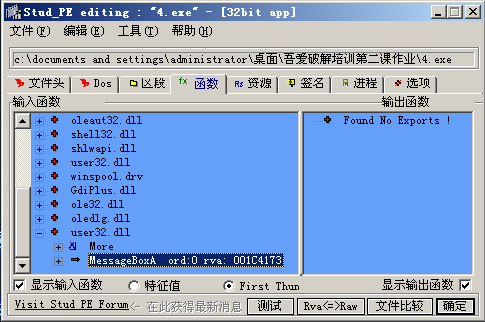 Stud_PE editing : "4.exe" - [32bit app]
文件(F) 编辑(E) 工具(T) 帮助(H)
c:\documents and settings\administrator\桌面\吾爱破解培训第二课作业\4.exe
文件头 Dos 区段 fx 函数 Rs 资源 签名 进程 选项
输入函数 输出函数
oleaut32.dll
Found No Exports !
shell32.dll
shlwapi.dll
user32.dll
winspool.drv
GdiPlus.dll
ole32.dll
oledlg.dll
user32.dll
More
MessageBoxA ord:0 rva: 001C4173
显示输入函数 特征值 First Thun 显示输出函数
Visit Stud PE Forum <- 在此获得最新消息 测试 Rva<=>Raw 文件比较 确定